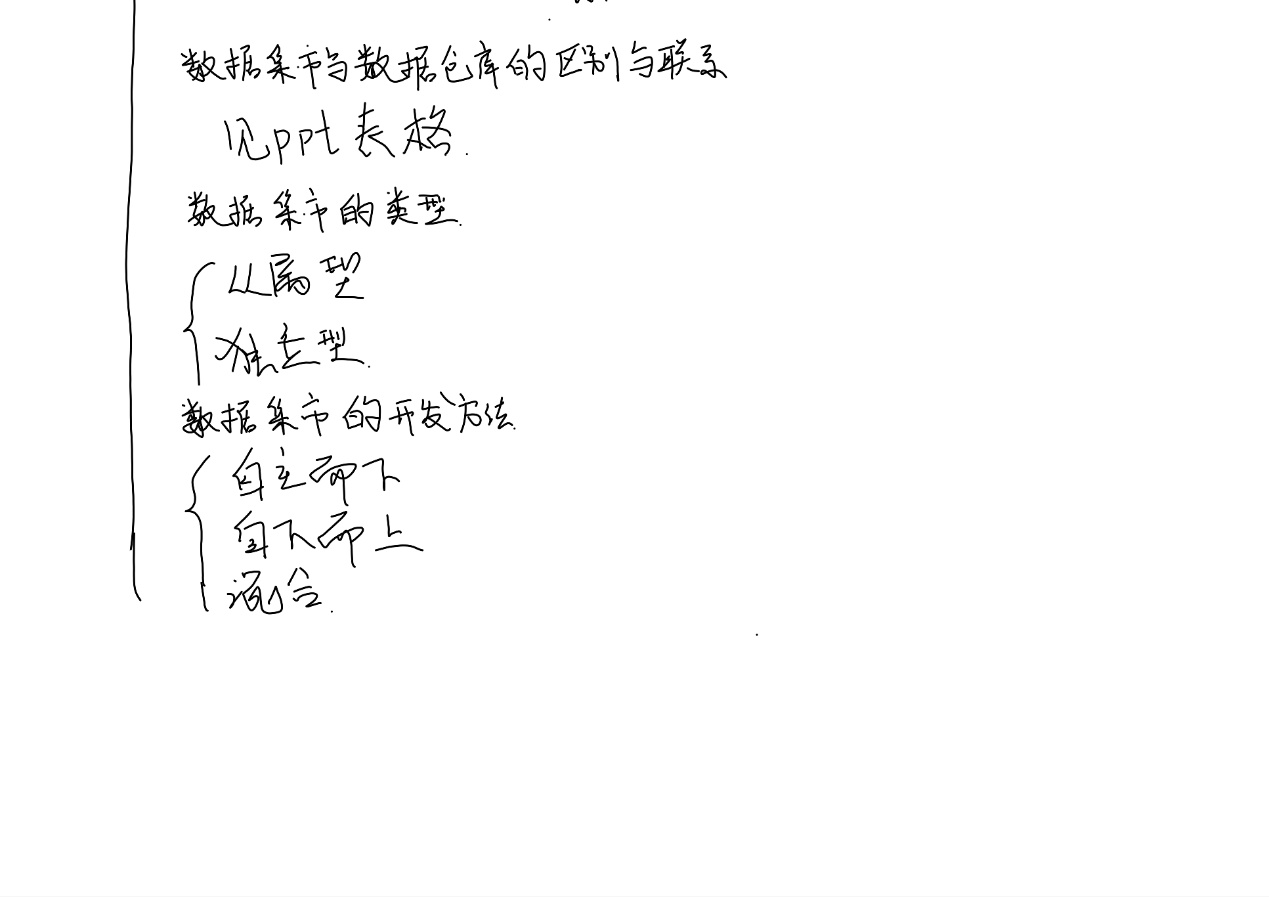 数据集市与数据仓库的区别与联系
见ppt表格.
数据集市的类型.
从属型
独立型.
数据集市的开发方法.
自主而下
自下而上
混合.